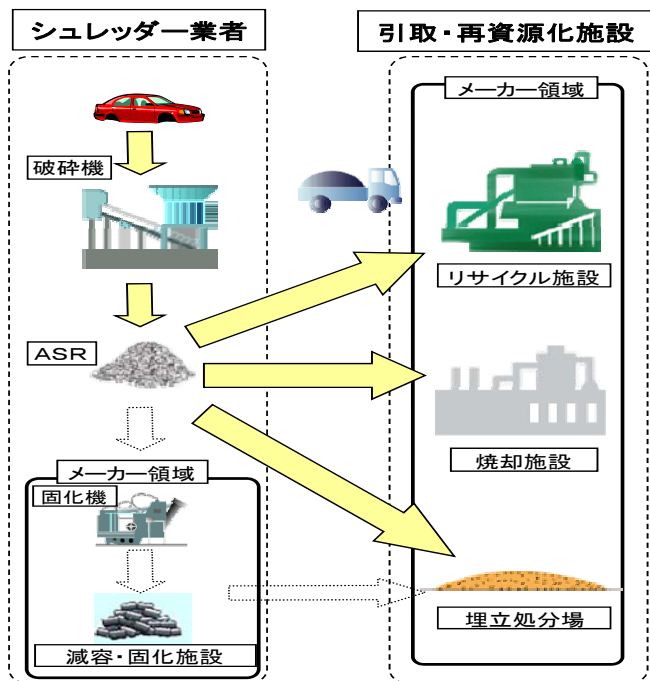 シュレッダー業者
引取・再資源化施設
メーカー領域
破砕機
リサイクル施設
ASR
焼却施設
メーカー領域
固化機
減容・固化施設
埋立処分場